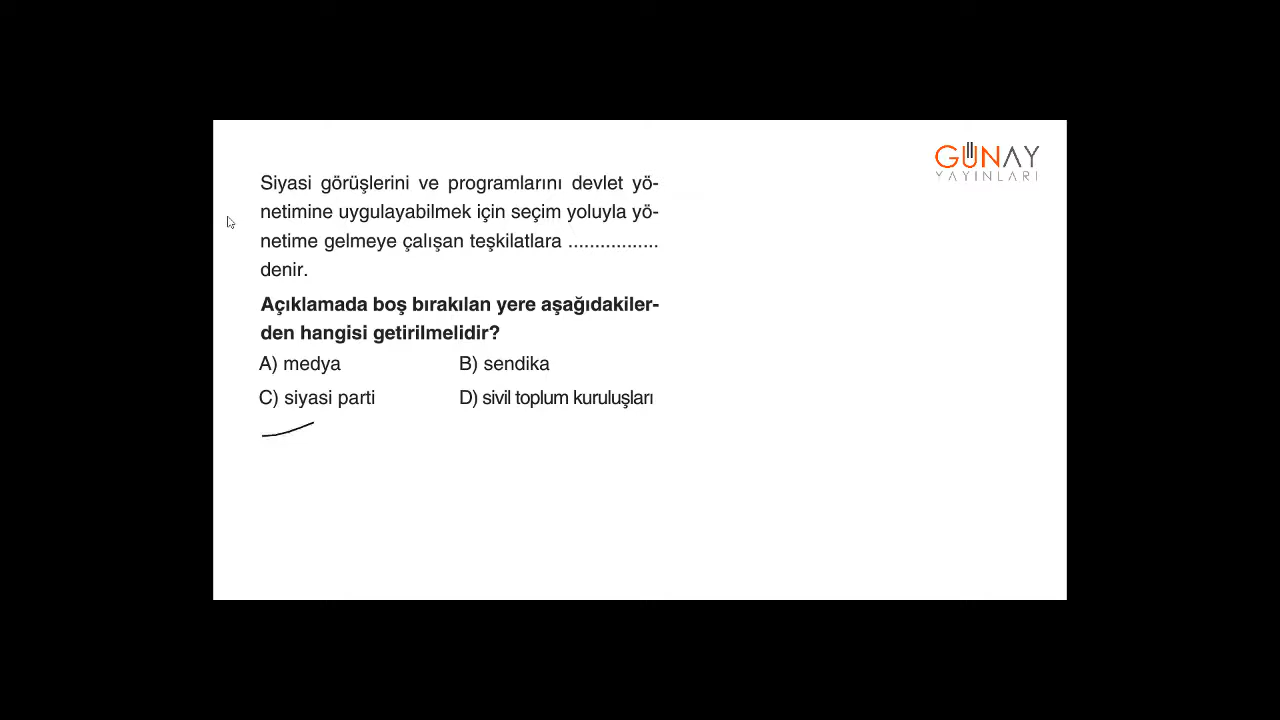 GÜNAY
YAYINLARI
Siyasi görüşlerini ve programlarını devlet yö-
netimine uygulayabilmek için seçim yoluyla yö-
netime gelmeye çalışan teşkilatlara .................
denir.
Açıklamada boş bırakılan yere aşağıdakiler-
den hangisi getirilmelidir?
A) medya B) sendika
C) siyasi parti D) sivil toplum kuruluşları